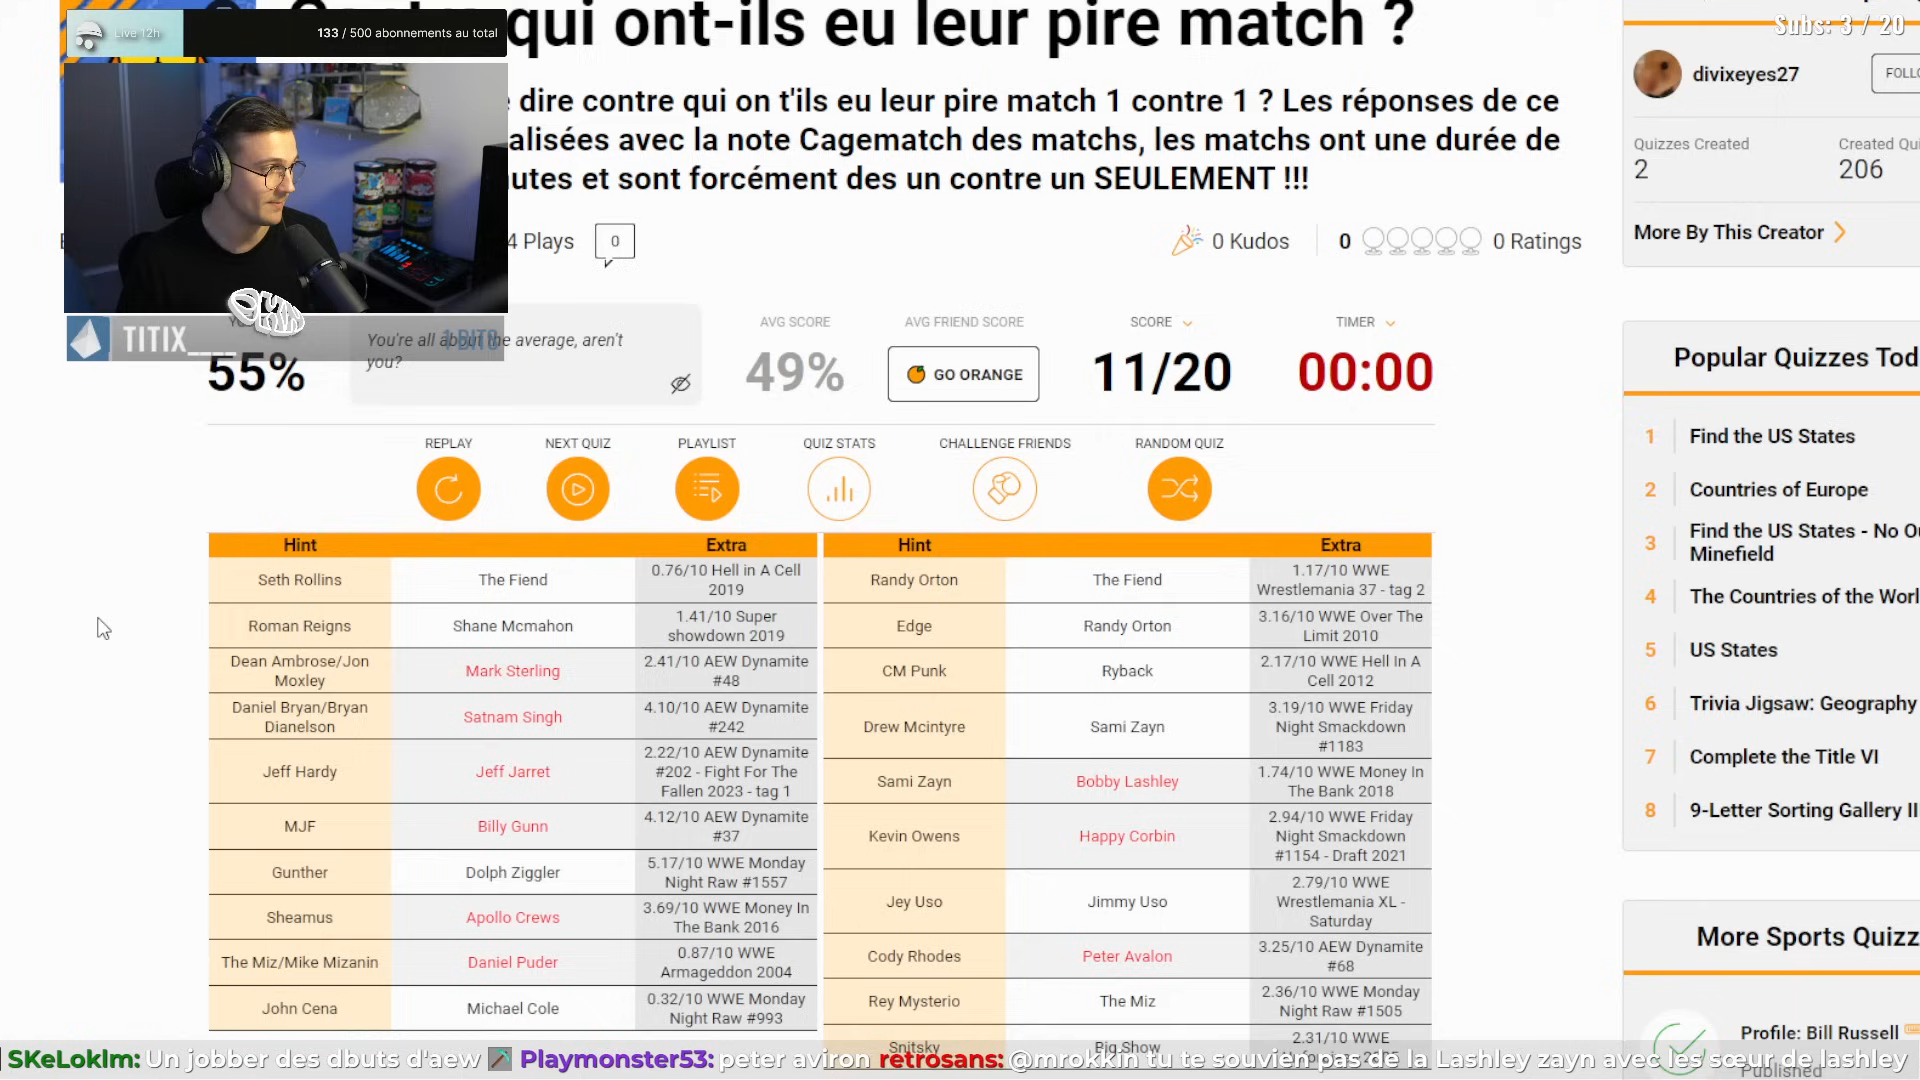 qui ont-ils eu leur pire match ?
Live 12h
133 / 500 abonnements au total
Subs: 3 / 20
dire contre qui on t'ils eu leur pire match 1 contre 1 ? Les réponses de ce
alisées avec la note Cagematch des matchs, les matchs ont une durée de
utes et sont forcément des un contre un SEULEMENT !!!
4 Plays
0
0 Kudos
0
0 Ratings
TITIX____
1 BITS
55%
You're all about the average, aren't
you?
AVG SCORE
49%
AVG FRIEND SCORE
GO ORANGE
SCORE
11/20
TIMER
00:00
REPLAY
NEXT QUIZ
PLAYLIST
QUIZ STATS
CHALLENGE FRIENDS
RANDOM QUIZ
Hint
Extra
Seth Rollins
The Fiend
0.76/10 Hell in A Cell
2019
Roman Reigns
Shane Mcmahon
1.41/10 Super
showdown 2019
Dean Ambrose/Jon
Moxley
Mark Sterling
2.41/10 AEW Dynamite
#48
Daniel Bryan/Bryan
Dianelson
Satnam Singh
4.10/10 AEW Dynamite
#242
Jeff Hardy
Jeff Jarret
2.22/10 AEW Dynamite
#202 - Fight For The
Fallen 2023 - tag 1
MJF
Billy Gunn
4.12/10 AEW Dynamite
#37
Gunther
Dolph Ziggler
5.17/10 WWE Monday
Night Raw #1557
Sheamus
Apollo Crews
3.69/10 WWE Money In
The Bank 2016
The Miz/Mike Mizanin
Daniel Puder
0.87/10 WWE
Armageddon 2004
John Cena
Michael Cole
0.32/10 WWE Monday
Night Raw #993
Hint
Extra
Randy Orton
The Fiend
1.17/10 WWE
Wrestlemania 37 - tag 2
Edge
Randy Orton
3.16/10 WWE Over The
Limit 2010
CM Punk
Ryback
2.17/10 WWE Hell In A
Cell 2012
Drew Mcintyre
Sami Zayn
3.19/10 WWE Friday
Night Smackdown
#1183
Sami Zayn
Bobby Lashley
1.74/10 WWE Money In
The Bank 2018
Kevin Owens
Happy Corbin
2.94/10 WWE Friday
Night Smackdown
#1154 - Draft 2021
Jey Uso
Jimmy Uso
2.79/10 WWE
Wrestlemania XL -
Saturday
Cody Rhodes
Peter Avalon
3.25/10 AEW Dynamite
#68
Rey Mysterio
The Miz
2.36/10 WWE Monday
Night Raw #1505
Snitsky
Big Show
2.31/10 WWE
divixeyes27
FOLLO
Quizzes Created
2
Created Qui
206
More By This Creator
Popular Quizzes Tod
1 Find the US States
2 Countries of Europe
3 Find the US States - No Ou
Minefield
4 The Countries of the Worl
5 US States
6 Trivia Jigsaw: Geography
7 Complete the Title VI
8 9-Letter Sorting Gallery II
More Sports Quizz
Profile: Bill Russell
Published
SKeLoklm: Un jobber des dbuts d'aew Playmonster53: peter aviron retrosans: @mrokkin tu te souvien pas de la Lashley zayn avec les sœur de lashley